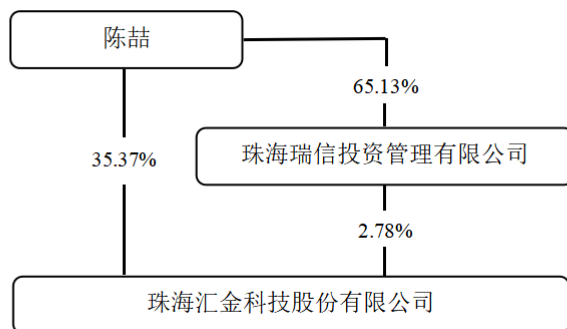 陈喆
65.13%
珠海瑞信投资管理有限公司
35.37%
2.78%
珠海汇金科技股份有限公司